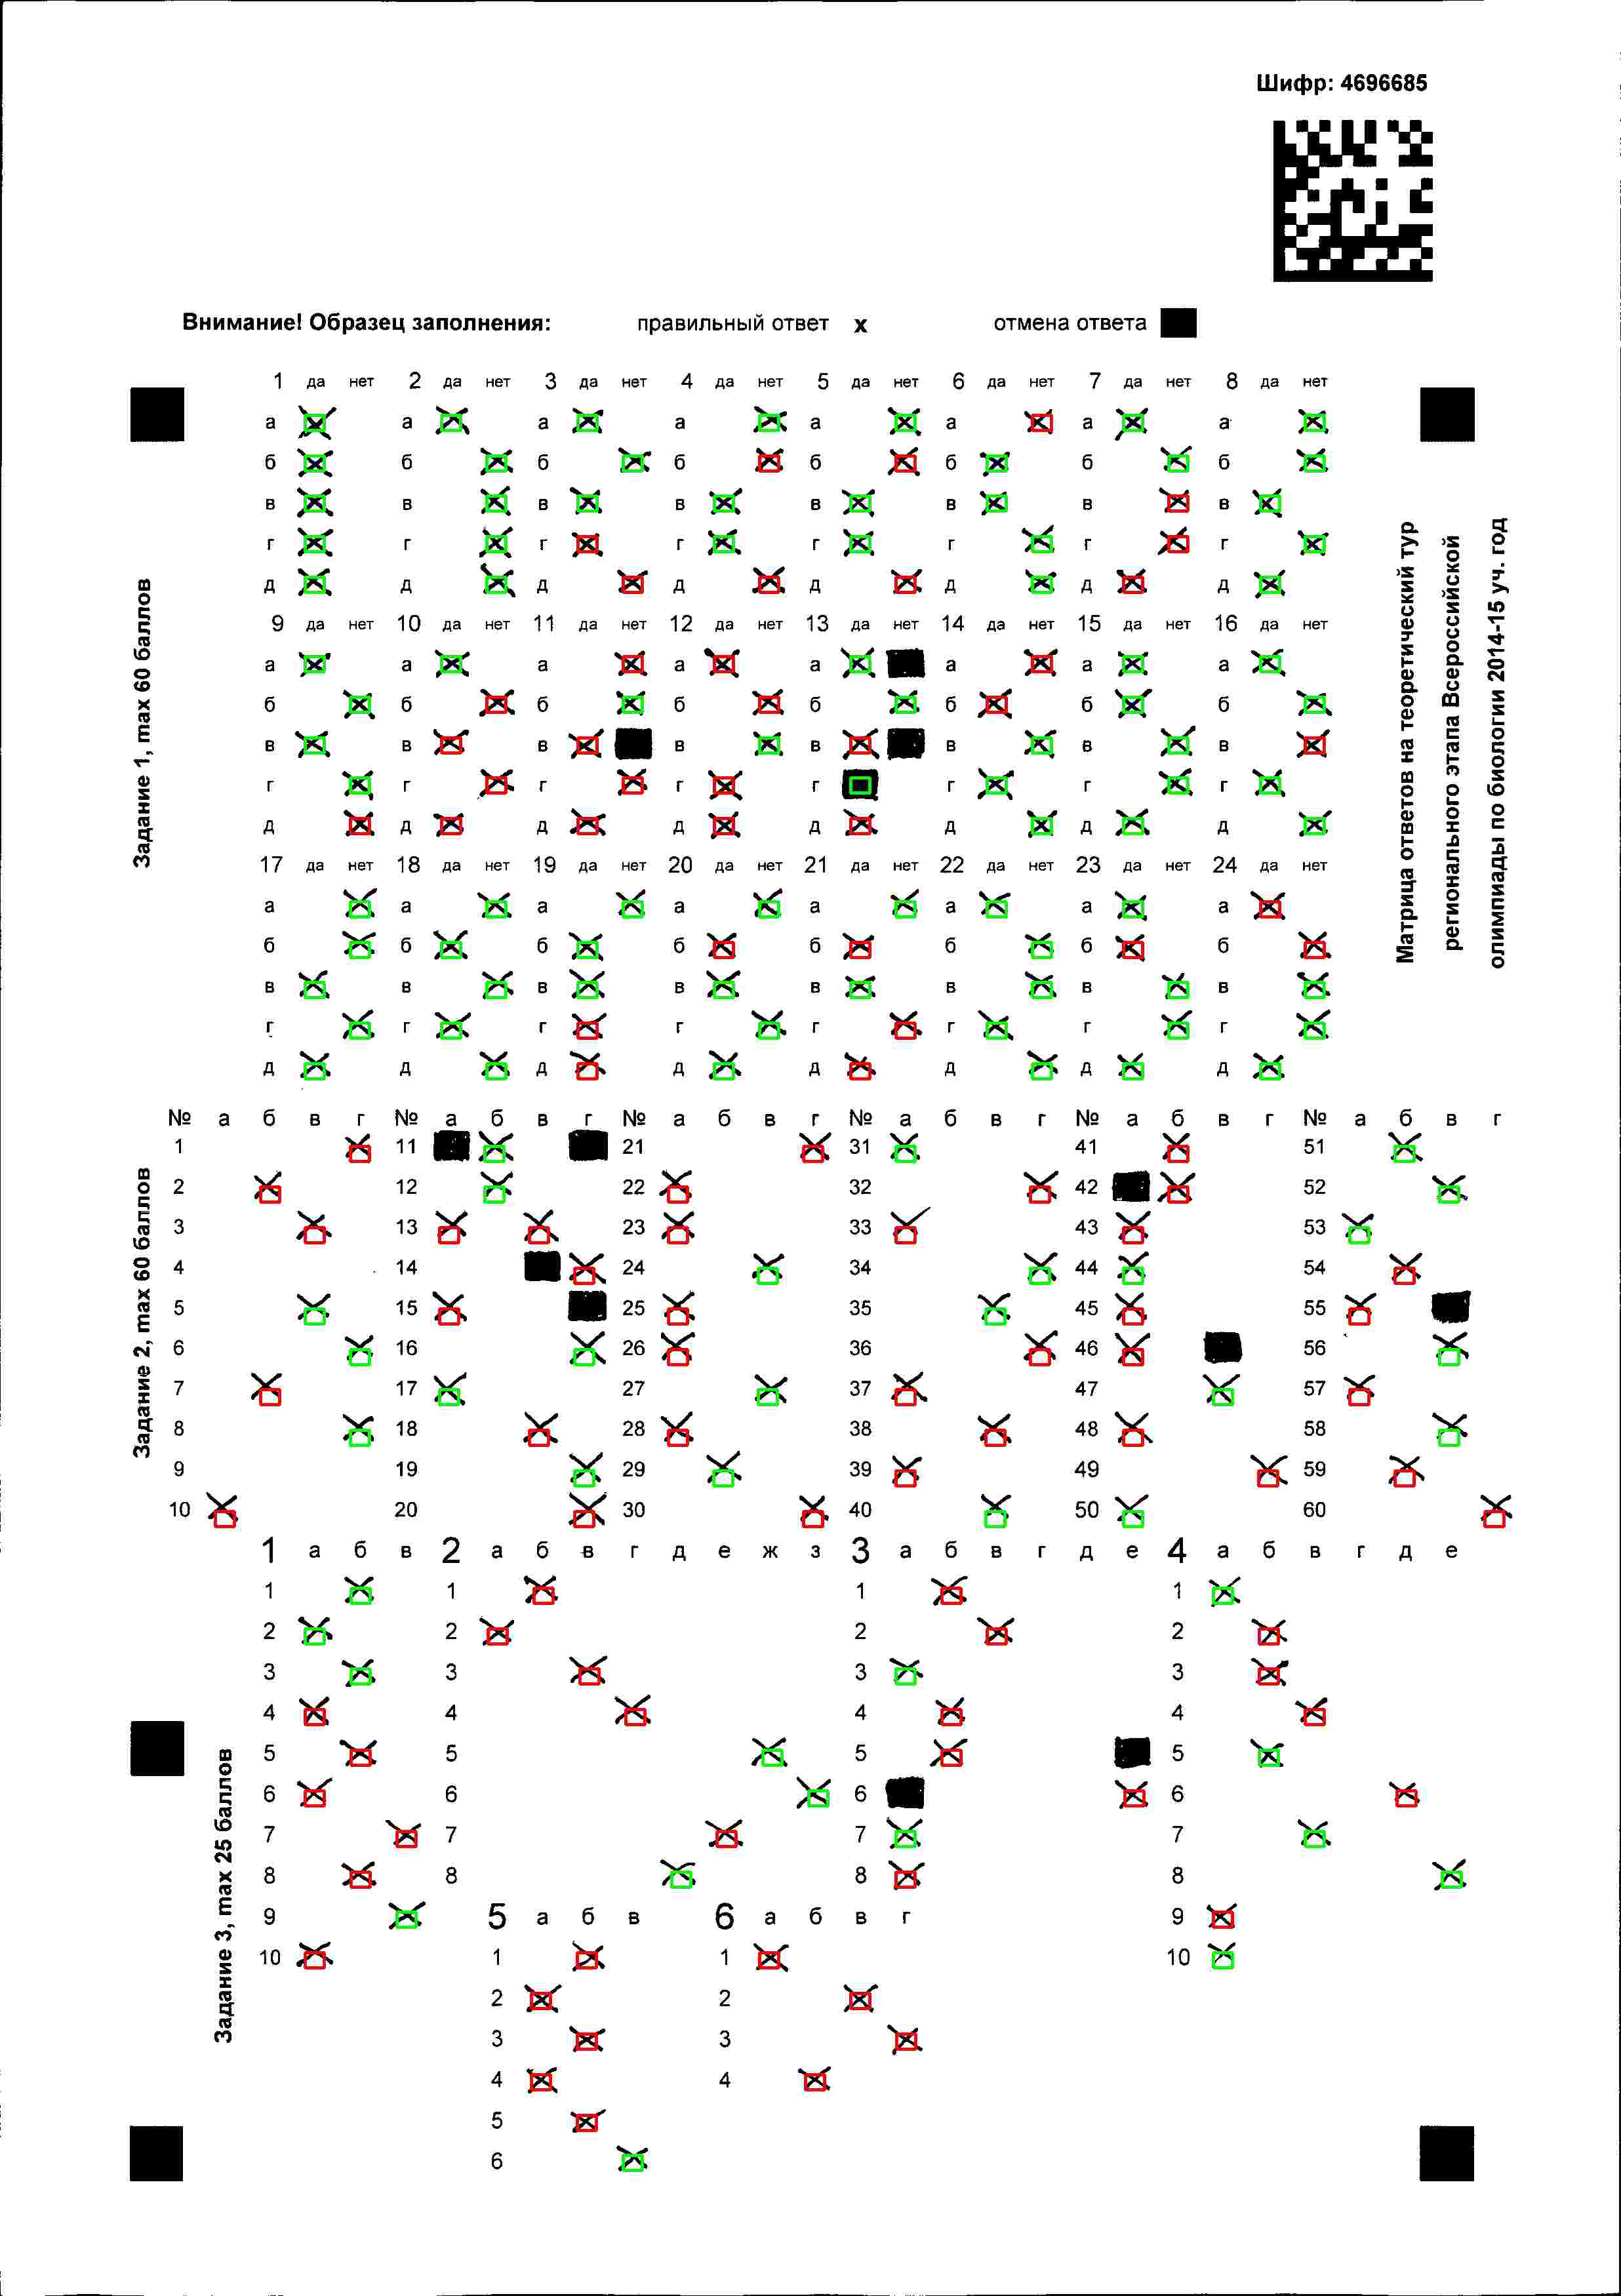 Шифр: 4696685
Внимание! Образец заполнения: правильный ответ х отмена ответа
1 да нет 2 да нет 3 да нет 4 да нет 5 да нет 6 да нет 7 да нет 8 да нет
а а а а а а а а
б б б б б б б б
в в в в в в в в
г г г г г г г г
д д д д д д д д
9 да нет 10 да нет 11 да нет 12 да нет 13 да нет 14 да нет 15 да нет 16 да нет
а а а а а а а а
б б б б б б б б
в в в в в в в в
г г г г г г г г
д д д д д д д д
17 да нет 18 да нет 19 да нет 20 да нет 21 да нет 22 да нет 23 да нет 24 да нет
а а а а а а а а
б б б б б б б б
в в в в в в в в
г г г г г г г г
д д д д д д д д
Задание 1, max 60 баллов
Матрица ответов на теоретический тур
регионального этапа Всероссийской
олимпиады по биологии 2014-15 уч. год
№ а б в г № а б в г № а б в г № а б в г № а б в г № а б в г
1 11 21 31 41 51
2 12 22 32 42 52
3 13 23 33 43 53
4 14 24 34 44 54
5 15 25 35 45 55
6 16 26 36 46 56
7 17 27 37 47 57
8 18 28 38 48 58
9 19 29 39 49 59
10 20 30 40 50 60
Задание 2, max 60 баллов
1 а б в 2 а б в г д е ж з 3 а б в г д е 4 а б в г д е
1 1 1 1
2 2 2 2
3 3 3 3
4 4 4 4
5 5 5 5
6 6 6 6
7 7 7 7
8 8 8 8
9 5 а б в 6 а б в г 9
10 1 1 10
2 2
3 3
4 4
5
6
Задание 3, max 25 баллов